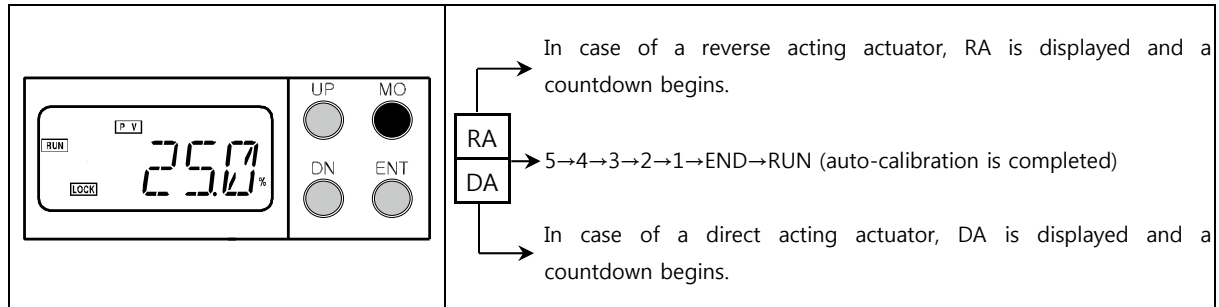 UP MO
P V
RUN
25.0 %
LOCK
DN ENT
In case of a reverse acting actuator, RA is displayed and a
countdown begins.
RA
5→4→3→2→1→END→RUN (auto-calibration is completed)
DA
In case of a direct acting actuator, DA is displayed and a
countdown begins.